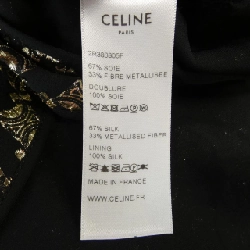 CELINE
PARIS
67% SOIE
33% FIBRE METALLISEE
DOUBLURE
100% SOIE
67% SILK
33% METALLISED FIBRE
LINING
100% SILK
MADE IN FRANCE
WWW.CELINE.FR